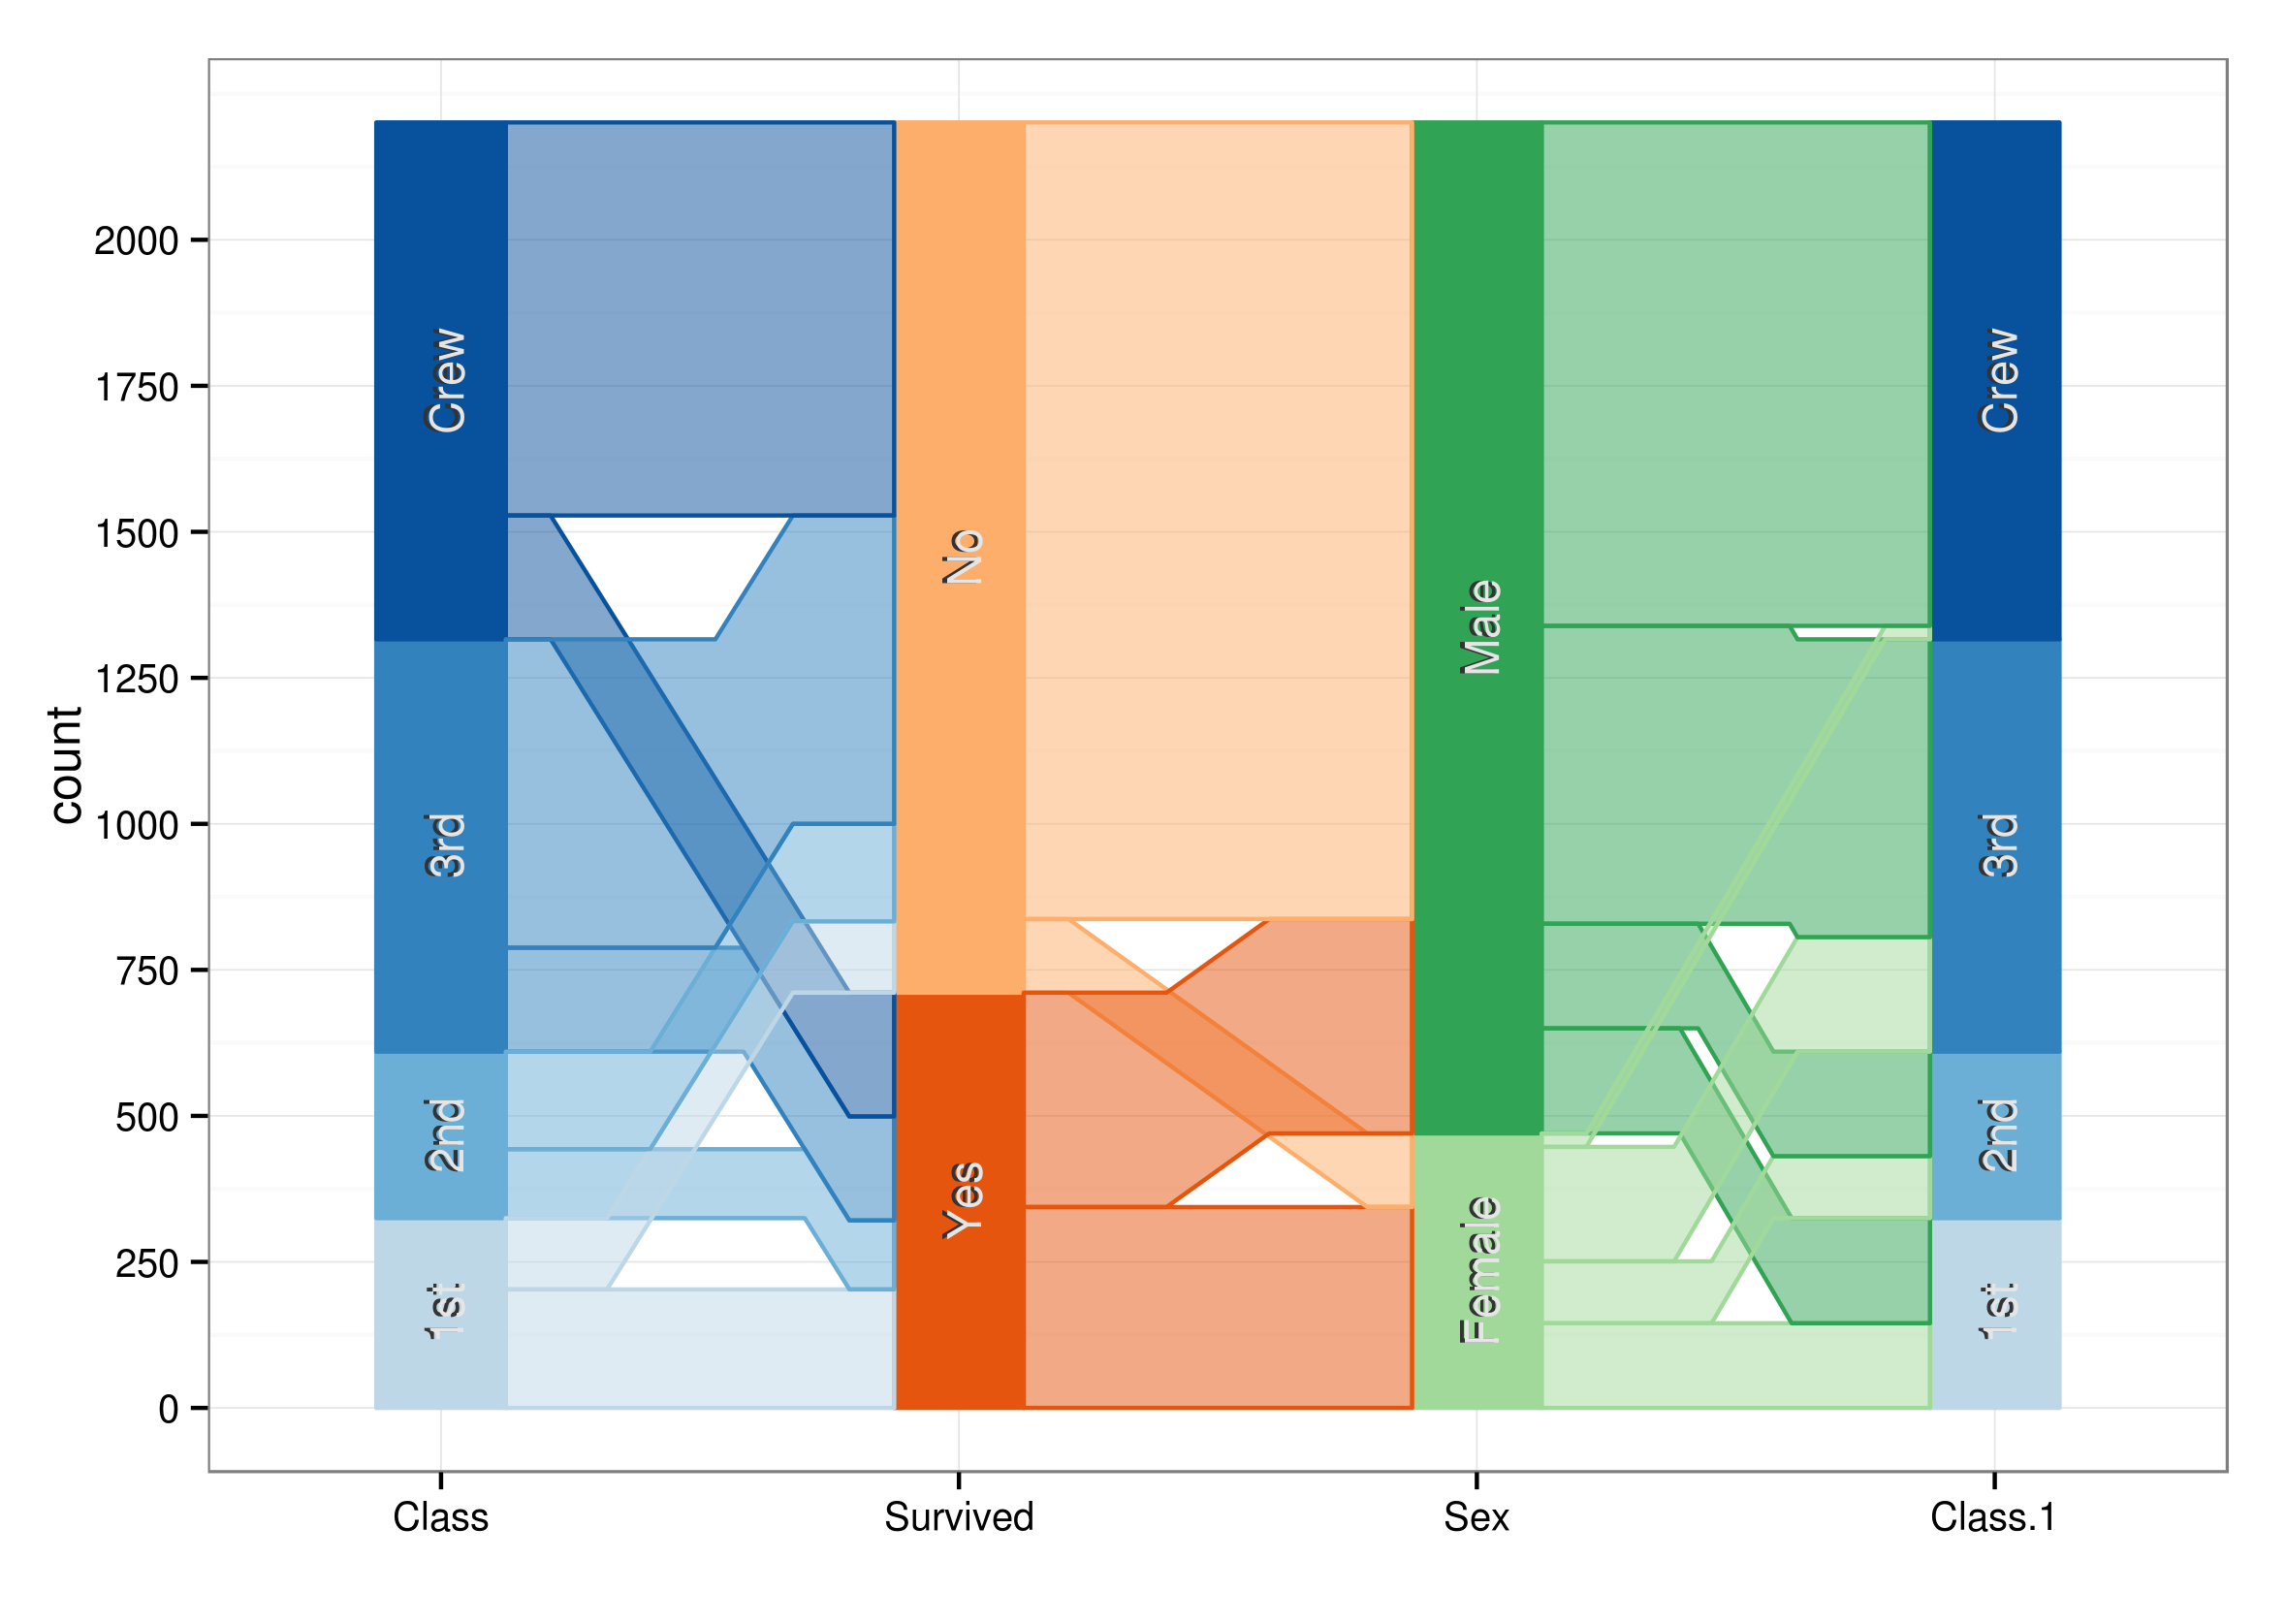 count
2000
1750
1500
1250
1000
750
500
250
0
Crew
3rd
2nd
1st
No
Yes
Male
Female
Crew
3rd
2nd
1st
Class
Survived
Sex
Class.1